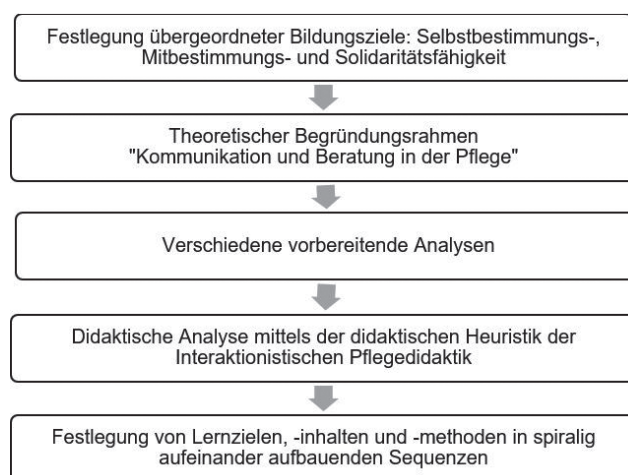 Festlegung übergeordneter Bildungsziele: Selbstbestimmungs-,
Mitbestimmungs- und Solidaritätsfähigkeit
Theoretischer Begründungsrahmen
"Kommunikation und Beratung in der Pflege"
Verschiedene vorbereitende Analysen
Didaktische Analyse mittels der didaktischen Heuristik der
Interaktionistischen Pflegedidaktik
Festlegung von Lernzielen, -inhalten und -methoden in spiralig
aufeinander aufbauenden Sequenzen